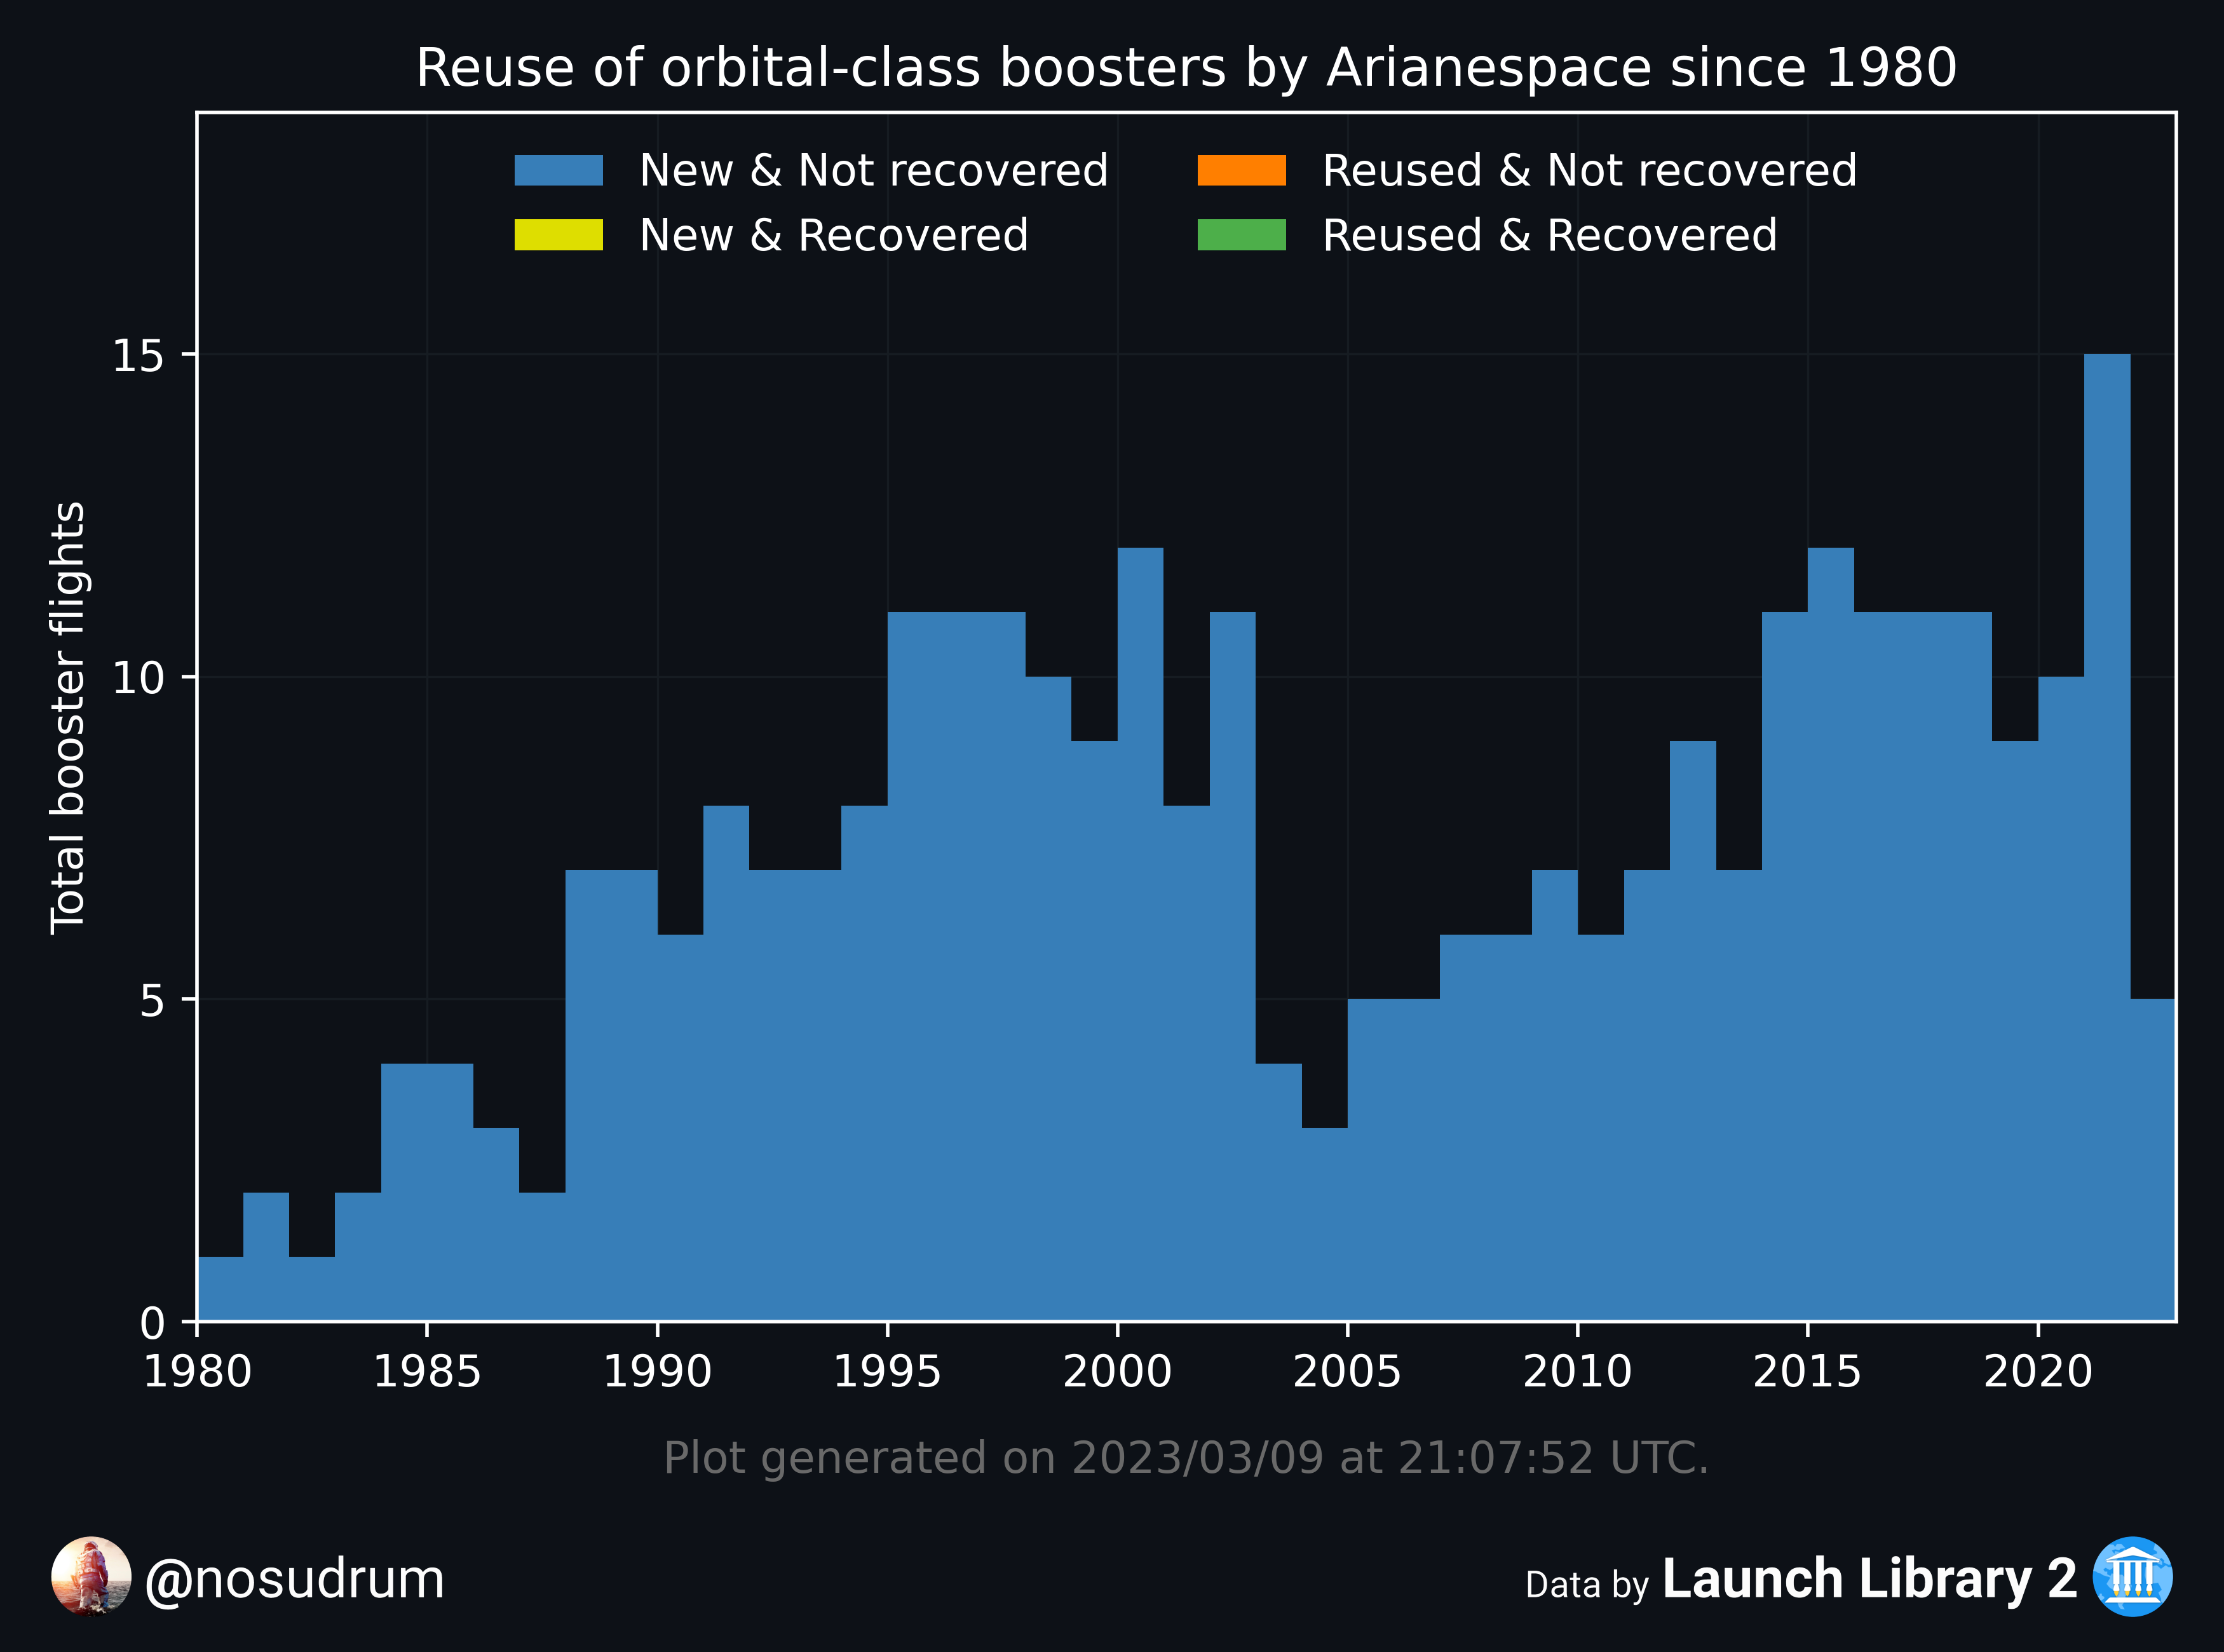 Reuse of orbital-class boosters by Arianespace since 1980
New & Not recovered
Reused & Not recovered
New & Recovered
Reused & Recovered
Total booster flights
15
10
5
0
1980 1985 1990 1995 2000 2005 2010 2015 2020
Plot generated on 2023/03/09 at 21:07:52 UTC.
@nosudrum
Data by Launch Library 2